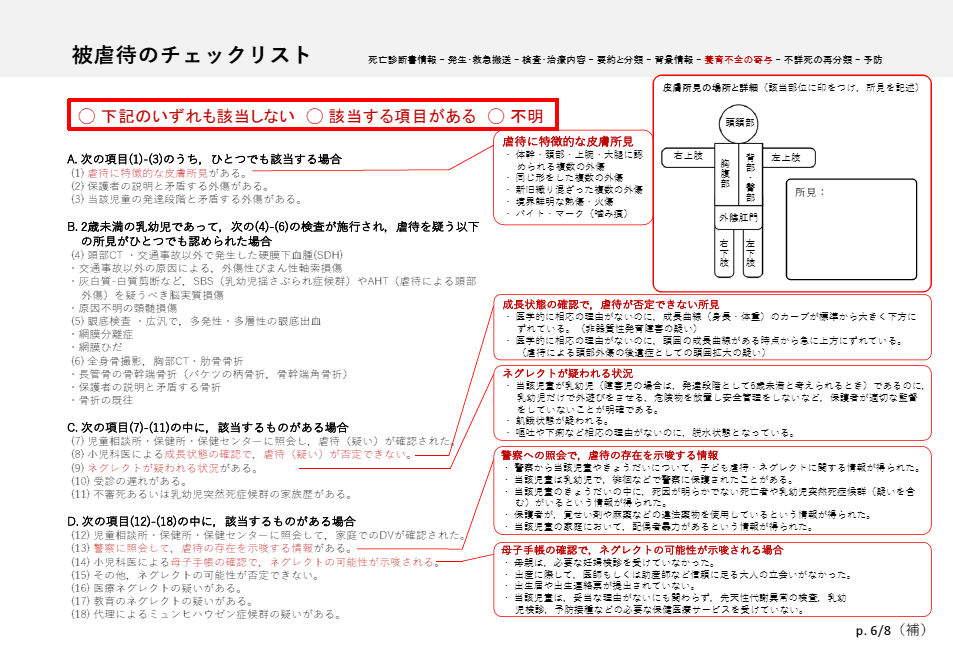 被虐待のチェックリスト
死亡診断書情報 – 発生・救急搬送 – 検査・治療内容 – 要約と分類 – 背景情報 – 養育不全の寄与 – 不詳死の再分類 – 予防
○ 下記のいずれも該当しない ○ 該当する項目がある ○ 不明
A. 次の項目(1)-(3)のうち，ひとつでも該当する場合
(1) 虐待に特徴的な皮膚所見がある。
(2) 保護者の説明と矛盾する外傷がある。
(3) 当該児童の発達段階と矛盾する外傷がある。
B. 2歳未満の乳幼児であって，次の(4)-(6)の検査が施行され，虐待を疑う以下
の所見がひとつでも認められた場合
(4) 頭部CT ・交通事故以外で発生した硬膜下血腫(SDH)
・交通事故以外の原因による，外傷性びまん性軸索損傷
・灰白質-白質剪断など，SBS（乳幼児揺さぶられ症候群）やAHT（虐待による頭部
外傷）を疑うべき脳実質損傷
・原因不明の頸髄損傷
(5) 眼底検査 ・広汎で，多発性・多層性の眼底出血
・網膜分離症
・網膜ひだ
(6) 全身骨撮影，胸部CT・肋骨骨折
・長管骨の骨幹端骨折（バケツの柄骨折，骨幹端角骨折）
・保護者の説明と矛盾する骨折
・骨折の既往
C. 次の項目(7)-(11)の中に，該当するものがある場合
(7) 児童相談所・保健所・保健センターに照会し，虐待（疑い）が確認された。
(8) 小児科医による成長状態の確認で，虐待（疑い）が否定できない。
(9) ネグレクトが疑われる状況がある。
(10) 受診の遅れがある。
(11) 不審死あるいは乳幼児突然死症候群の家族歴がある。
D. 次の項目(12)-(18)の中に，該当するものがある場合
(12) 児童相談所・保健所・保健センターに照会して，家庭でのDVが確認された。
(13) 警察に照会して，虐待の存在を示唆する情報がある。
(14) 小児科医による母子手帳の確認で，ネグレクトの可能性が示唆される。
(15) その他，ネグレクトの可能性が否定できない。
(16) 医療ネグレクトの疑いがある。
(17) 教育のネグレクトの疑いがある。
(18) 代理によるミュンヒハウゼン症候群の疑いがある。
虐待に特徴的な皮膚所見
・ 体幹・頸部・上腕・大腿に認
められる複数の外傷
・ 同じ形をした複数の外傷
・ 新旧織り混ざった複数の外傷
・ 境界鮮明な熱傷・火傷
・ バイト・マーク（噛み痕）
皮膚所見の場所と詳細（該当部位に印をつけ，所見を記述）
頭頸部
右上肢
胸腹部
背部・臀部
左上肢
外陰肛門
右下肢
左下肢
所見：
成長状態の確認で，虐待が否定できない所見
・ 医学的に相応の理由がないのに，成長曲線（身長・体重）のカーブが標準から大きく下方に
ずれている。（非器質性発育障害の疑い）
・ 医学的に相応の理由がないのに，頭囲の成長曲線がある時点から急に上方にずれている。
（虐待による頭部外傷の後遺症としての頭囲拡大の疑い）
ネグレクトが疑われる状況
・ 当該児童が乳幼児（障害児の場合は，発達段階として6歳未満と考えられるとき）であるのに，
乳幼児だけで外遊びをさせる，危険物を放置し安全管理をしないなど，保護者が適切な監督
をしていないことが明確である。
・ 飢餓状態が疑われる。
・ 嘔吐や下痢など相応の理由がないのに，脱水状態となっている。
警察への照会で，虐待の存在を示唆する情報
・ 警察から当該児童やきょうだいについて，子ども虐待・ネグレクトに関する情報が得られた。
・ 当該児童は乳幼児で，徘徊などで警察に保護されたことがある。
・ 当該児童のきょうだいの中に，死因が明らかでない死亡者や乳幼児突然死症候群（疑いを含
む）がいるという情報が得られた。
・ 保護者が，覚せい剤や麻薬などの違法薬物を使用しているという情報が得られた。
・ 当該児童の家庭において，配偶者暴力があるという情報が得られた。
母子手帳の確認で，ネグレクトの可能性が示唆される場合
・ 母親は，必要な妊婦検診を受けていなかった。
・ 出産に際して，医師もしくは助産師など信頼に足る大人の立会いがなかった。
・ 出生届や出生連絡票が提出されていない。
・ 当該児童は，妥当な理由がないにも関わらず，先天性代謝異常の検査，乳幼
児検診，予防接種などの必要な保健医療サービスを受けていない。
p. 6/8（補）